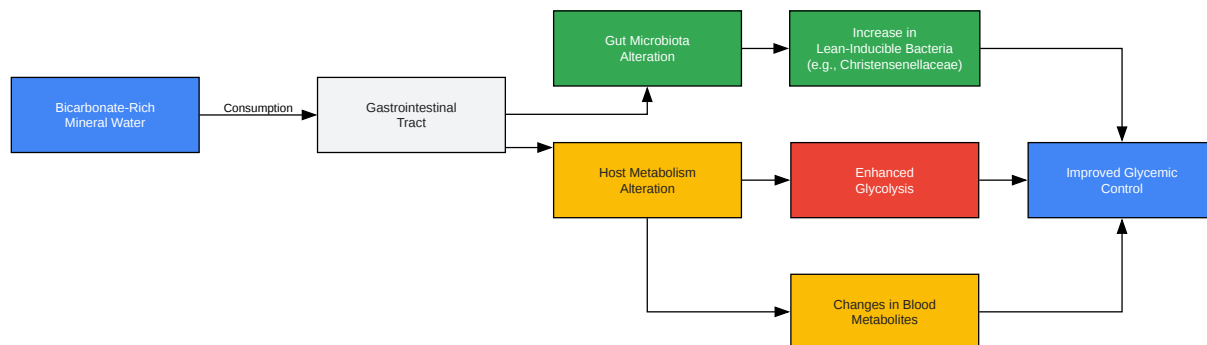 Bicarbonate-Rich
Mineral Water
Consumption
Gastrointestinal
Tract
Gut Microbiota
Alteration
Increase in
Lean-Inducible Bacteria
(e.g., Christensenellaceae)
Host Metabolism
Alteration
Enhanced
Glycolysis
Improved Glycemic
Control
Changes in Blood
Metabolites